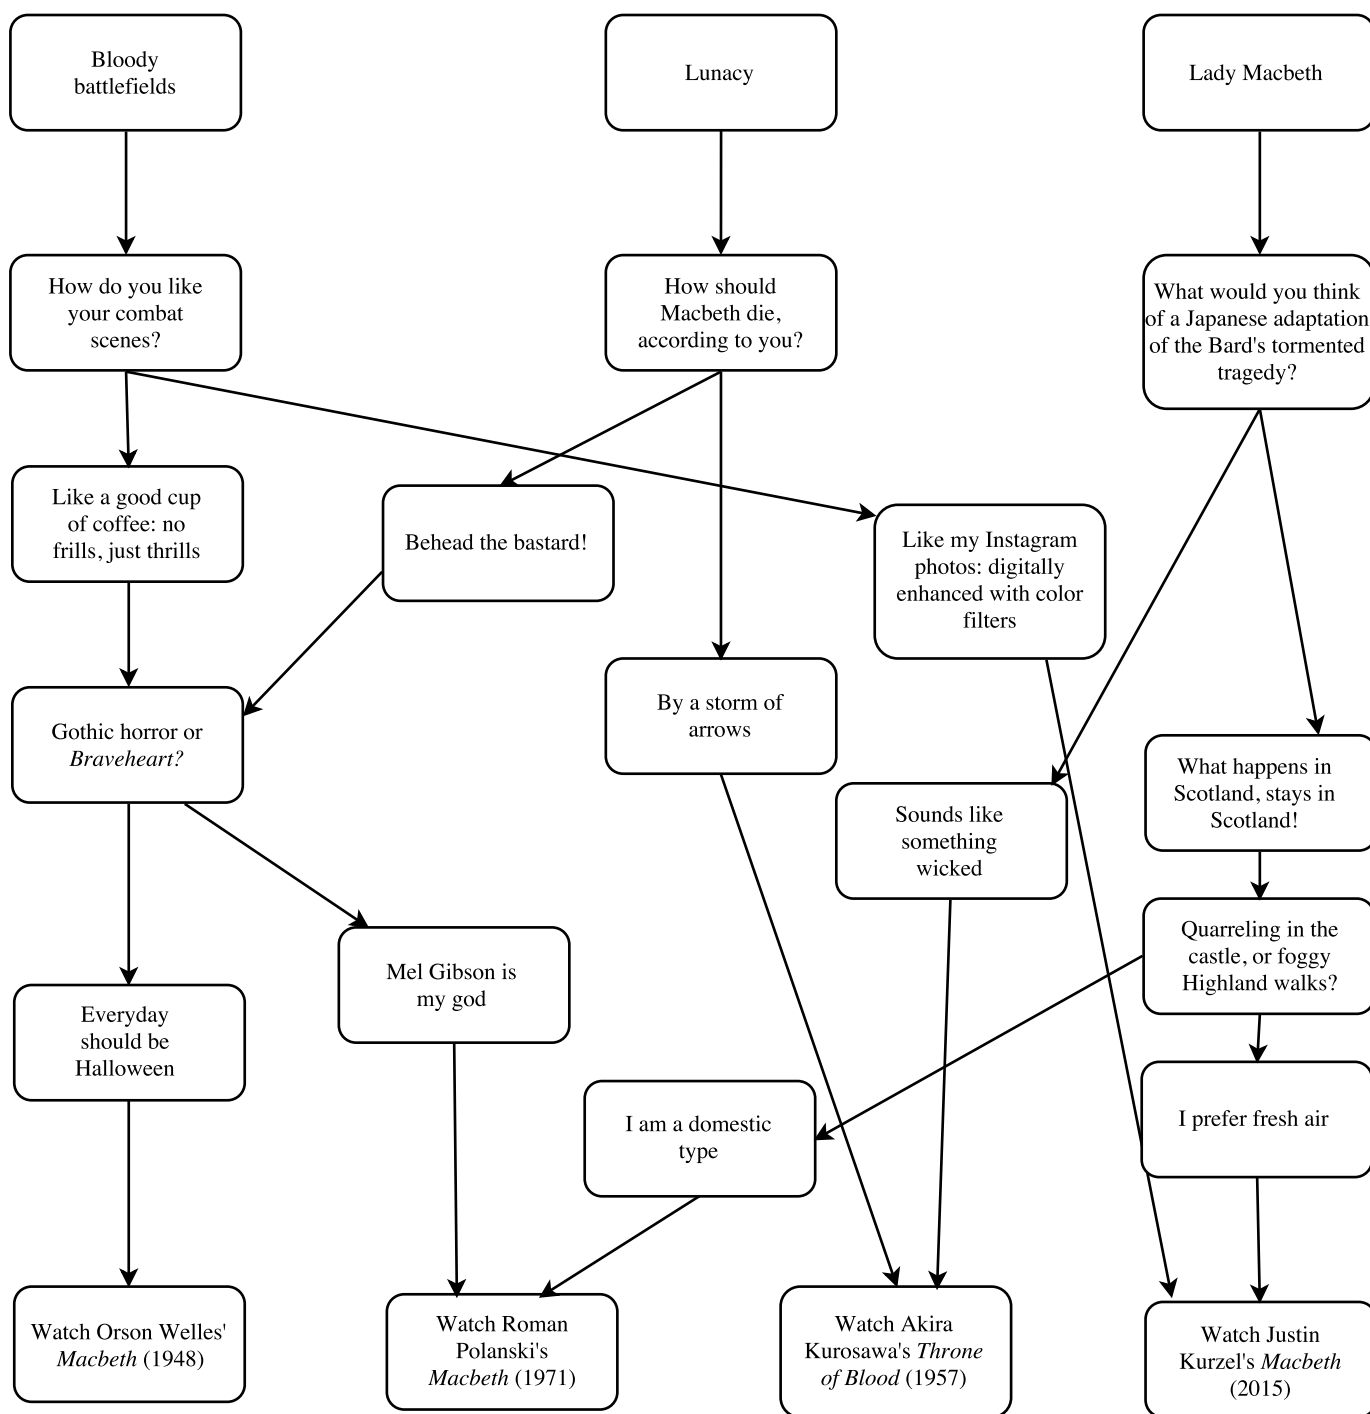 Bloody
battlefields
Lunacy
Lady Macbeth
How do you like
your combat
scenes?
How should
Macbeth die,
according to you?
What would you think
of a Japanese adaptation
of the Bard's tormented
tragedy?
Like a good cup
of coffee: no
frills, just thrills
Behead the bastard!
Like my Instagram
photos: digitally
enhanced with color
filters
Gothic horror or
Braveheart?
By a storm of
arrows
What happens in
Scotland, stays in
Scotland!
Sounds like
something
wicked
Quarreling in the
castle, or foggy
Highland walks?
Mel Gibson is
my god
Everyday
should be
Halloween
I am a domestic
type
I prefer fresh air
Watch Orson Welles'
Macbeth (1948)
Watch Roman
Polanski's
Macbeth (1971)
Watch Akira
Kurosawa's Throne
of Blood (1957)
Watch Justin
Kurzel's Macbeth
(2015)